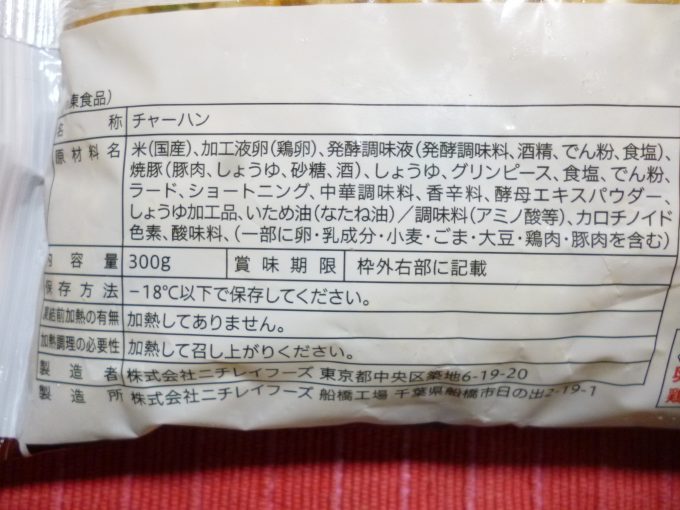 東食品)
名 称 チャーハン
原材料名 米(国産)、加工液卵(鶏卵)、発酵調味液(発酵調味料、酒精、でん粉、食塩)、
焼豚(豚肉、しょうゆ、砂糖、酒)、しょうゆ、グリンピース、食塩、でん粉、
ラード、ショートニング、中華調味料、香辛料、酵母エキスパウダー、
しょうゆ加工品、いため油(なたね油)／調味料(アミノ酸等)、カロチノイド
色素、酸味料、(一部に卵・乳成分・小麦・ごま・大豆・鶏肉・豚肉を含む)
内容量 300g 賞味期限 枠外右部に記載
保存方法 −18℃以下で保存してください。
凍結前加熱の有無 加熱してありません。
加熱調理の必要性 加熱して召し上がりください。
製造者 株式会社ニチレイフーズ 東京都中央区築地6-19-20
製造所 株式会社ニチレイフーズ 船橋工場 千葉県船橋市日の出2-19-1
鶏